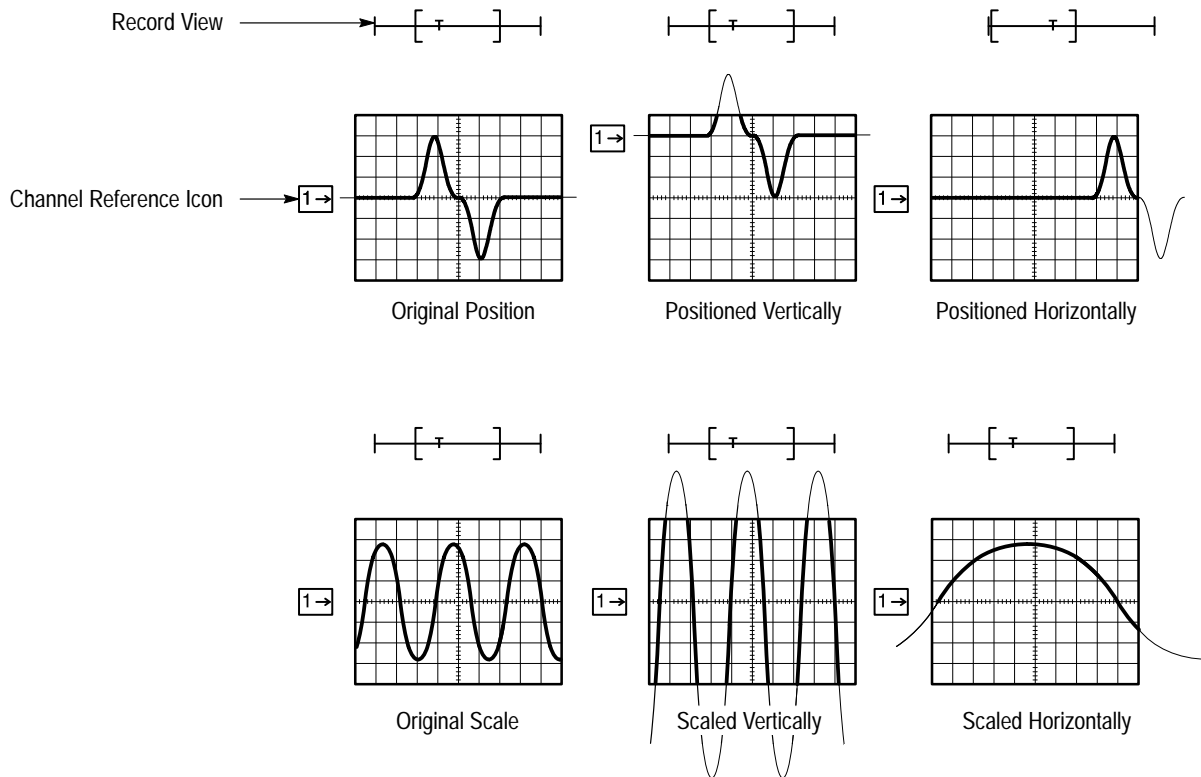 Record View
T
T
T
Channel Reference Icon
1→
1→
1→
Original Position
Positioned Vertically
Positioned Horizontally
T
T
T
1→
1→
1→
Original Scale
Scaled Vertically
Scaled Horizontally